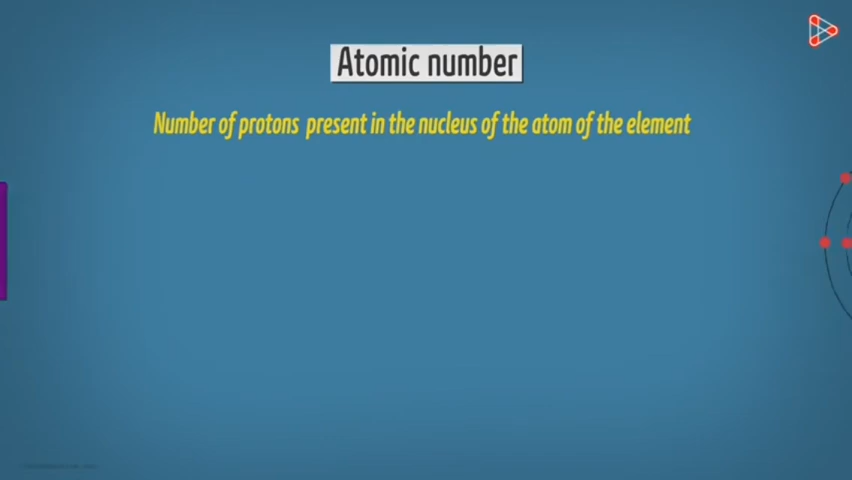 Atomic number
Number of protons present in the nucleus of the atom of the element